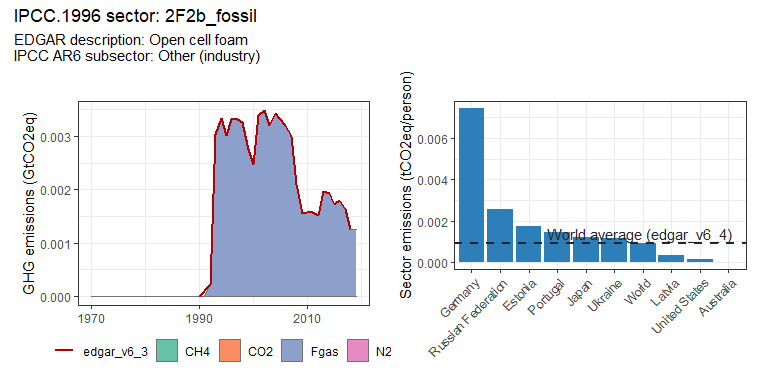 IPCC.1996 sector: 2F2b_fossil
EDGAR description: Open cell foam
IPCC AR6 subsector: Other (industry)
GHG emissions (GtCO2eq)
0.003
0.002
0.001
0.000
1970
1990
2010
edgar_v6_3
CH4
CO2
Fgas
N2
Sector emissions (tCO2eq/person)
0.006
0.004
0.002
0.000
World average (edgar_v6_4)
Germany
Russian Federation
Estonia
Portugal
Japan
Ukraine
World
Latvia
United States
Australia